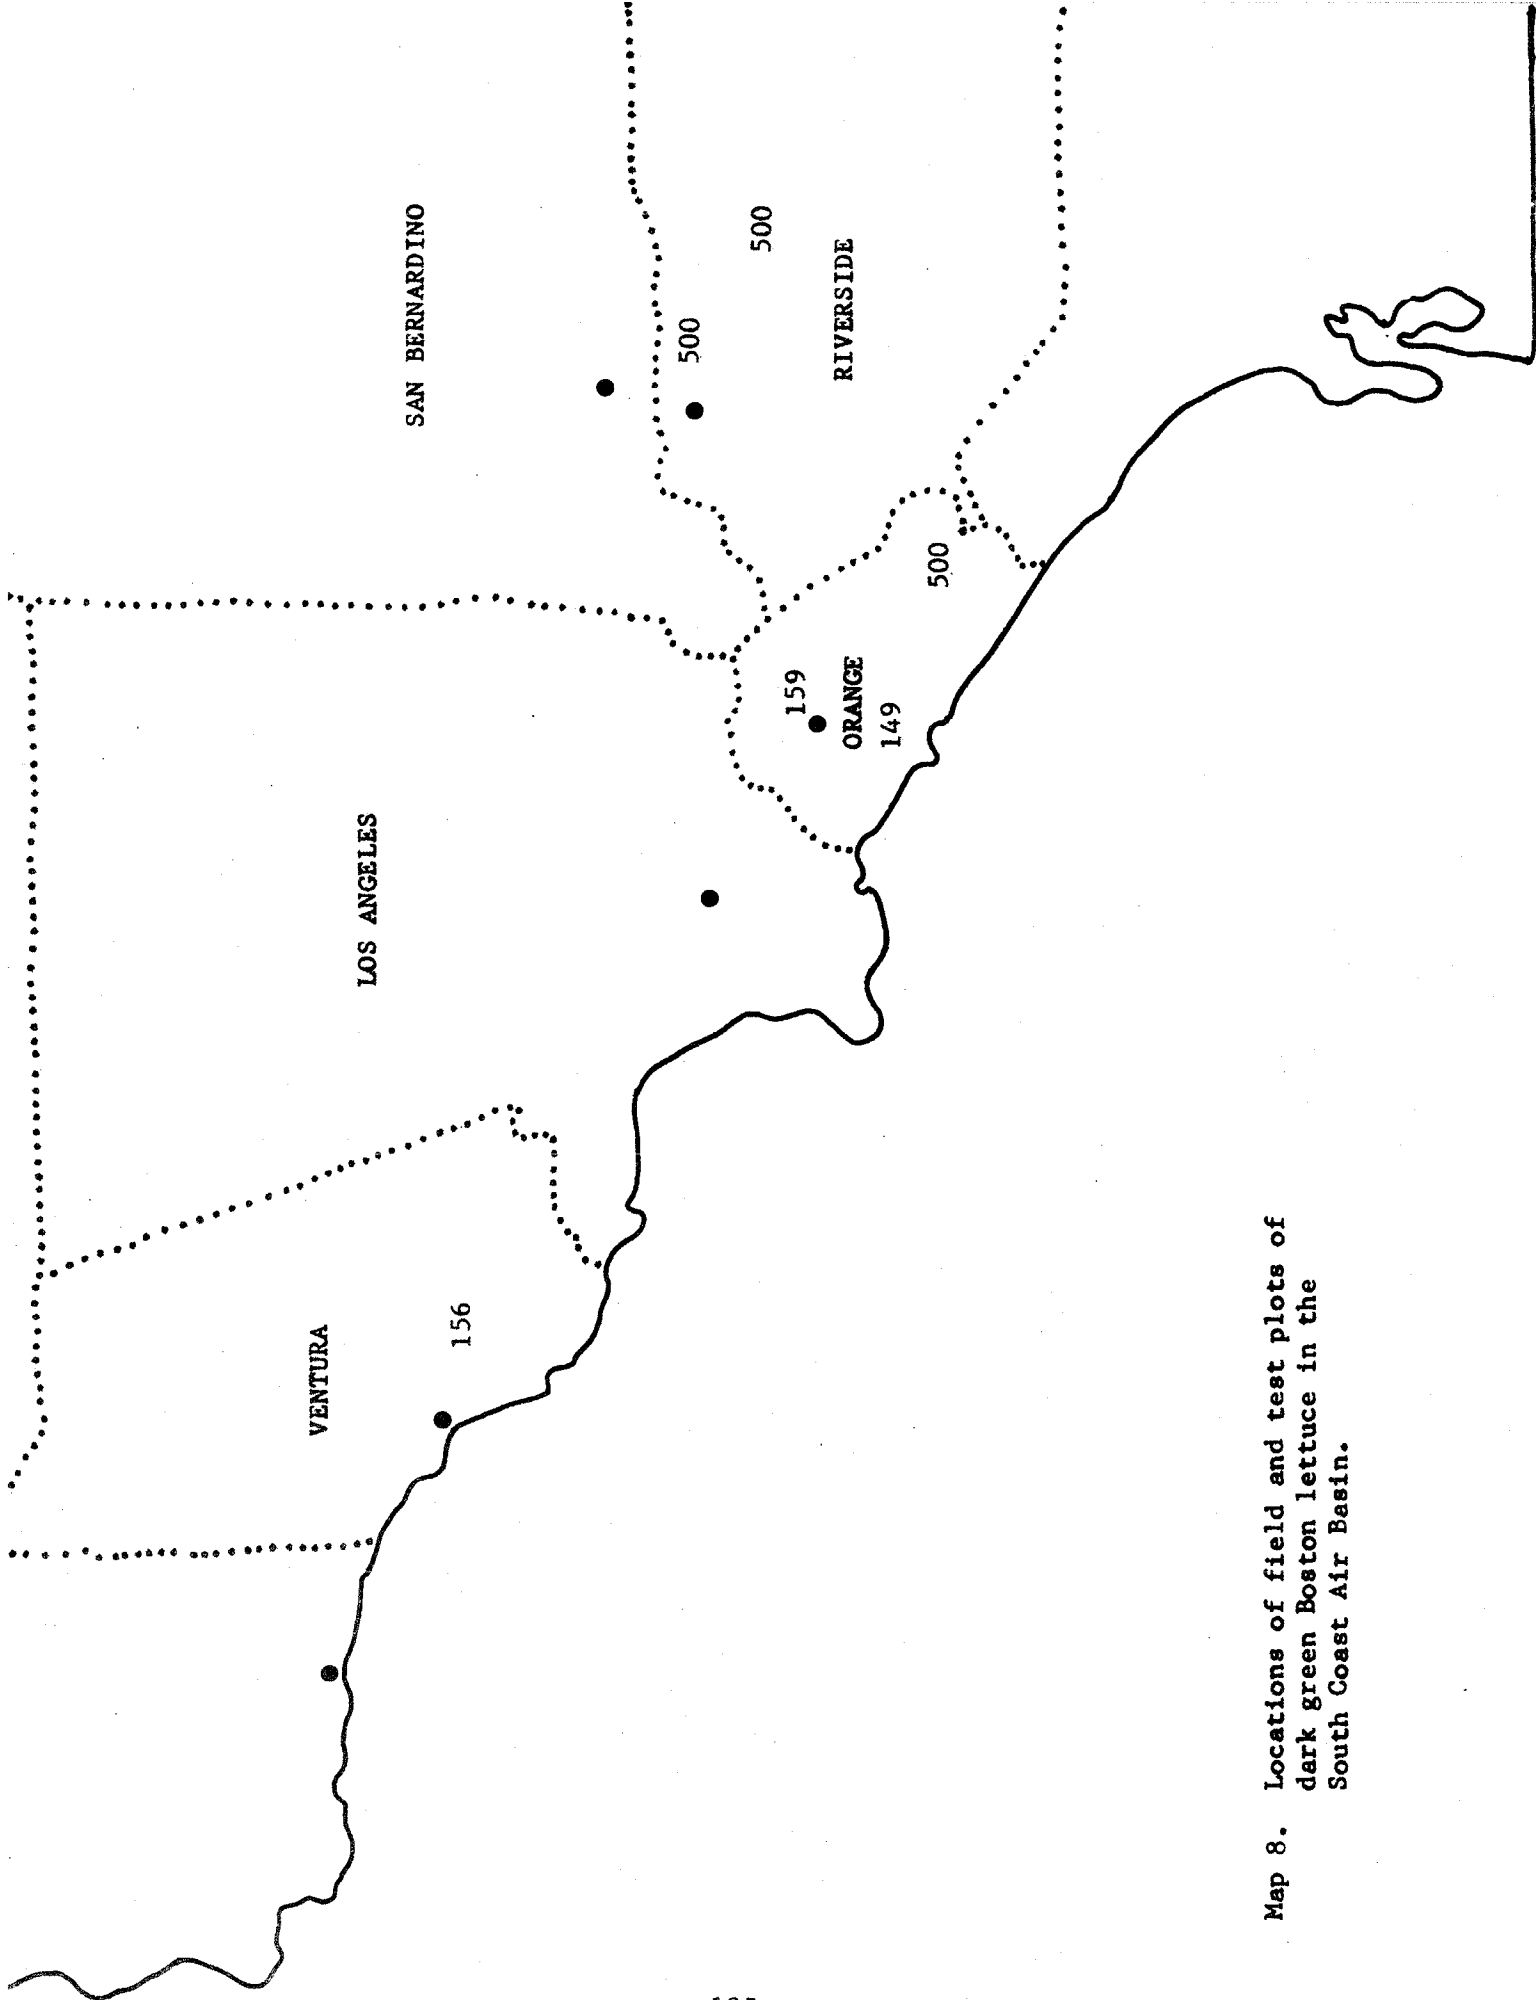 SAN BERNARDINO
LOS ANGELES
VENTURA
156
500
500
RIVERSIDE
159
ORANGE
149
500
Map 8. Locations of field and test plots of
dark green Boston lettuce in the
South Coast Air Basin.